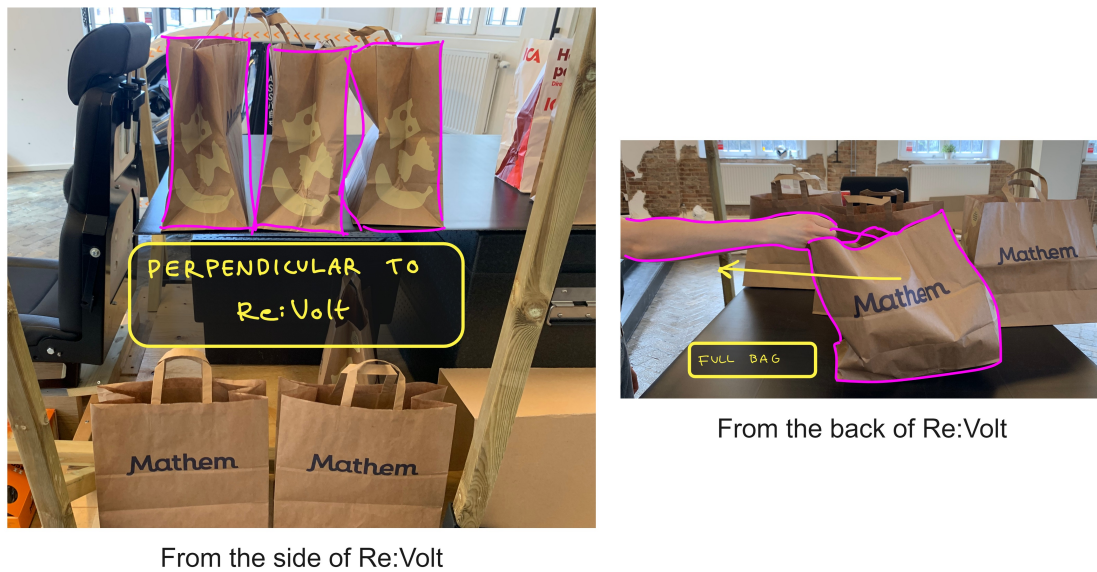 ICA
PERPENDICULAR TO
Re:Volt
Mathem
Mathem
From the side of Re:Volt
Mathem
Mathem
FULL BAG
From the back of Re:Volt